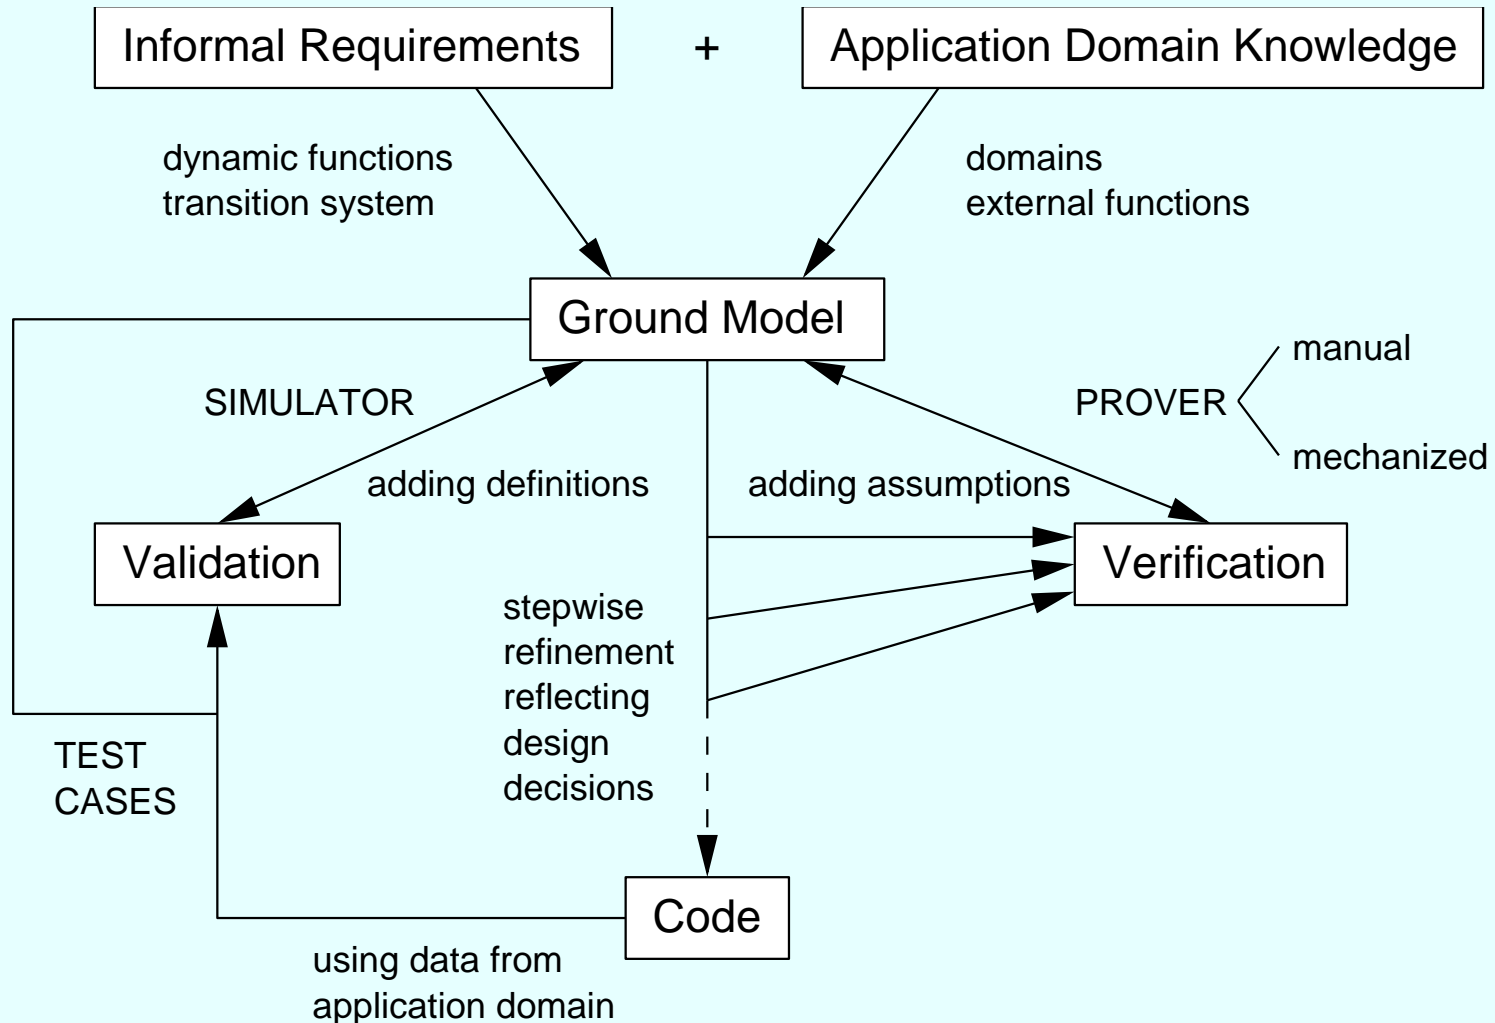 Informal Requirements
+
Application Domain Knowledge
dynamic functions
transition system
domains
external functions
Ground Model
manual
SIMULATOR
PROVER
mechanized
adding definitions
adding assumptions
Validation
Verification
stepwise
refinement
reflecting
design
decisions
TEST
CASES
Code
using data from
application domain